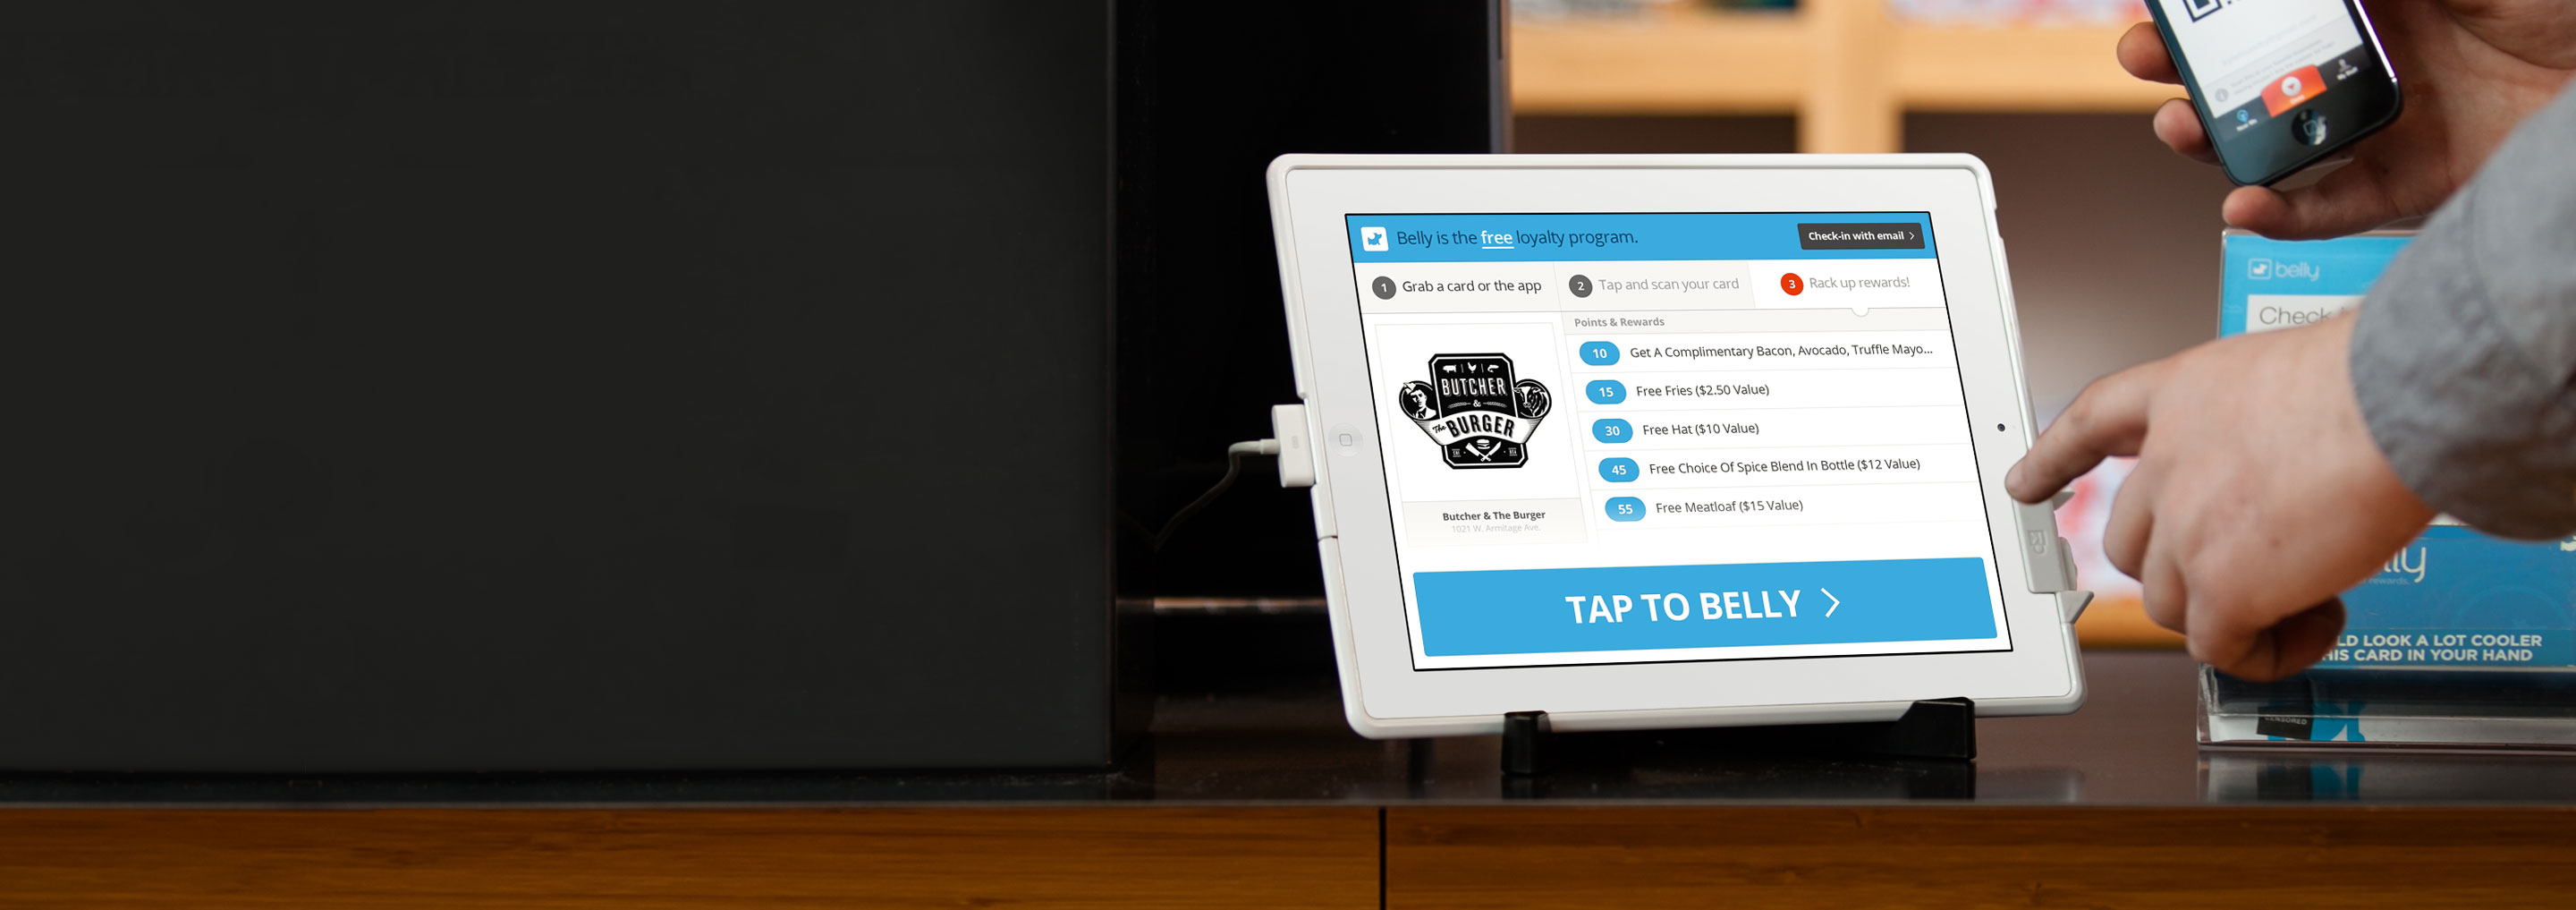 Belly is the free loyalty program.
Check-in with email
1 Grab a card or the app
2 Tap and scan your card
3 Rack up rewards!
BUTCHER
&
The BURGER
Butcher & The Burger
1021 W. Armitage Ave.
Points & Rewards
10 Get A Complimentary Bacon, Avocado, Truffle Mayo...
15 Free Fries ($2.50 Value)
30 Free Hat ($10 Value)
45 Free Choice Of Spice Blend In Bottle ($12 Value)
55 Free Meatloaf ($15 Value)
TAP TO BELLY
belly
Check
rewards.
LD LOOK A LOT COOLER
HIS CARD IN YOUR HAND
CENSORED